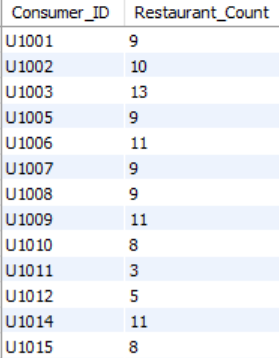 Consumer_ID Restaurant_Count
U1001 9
U1002 10
U1003 13
U1005 9
U1006 11
U1007 9
U1008 9
U1009 11
U1010 8
U1011 3
U1012 5
U1014 11
U1015 8